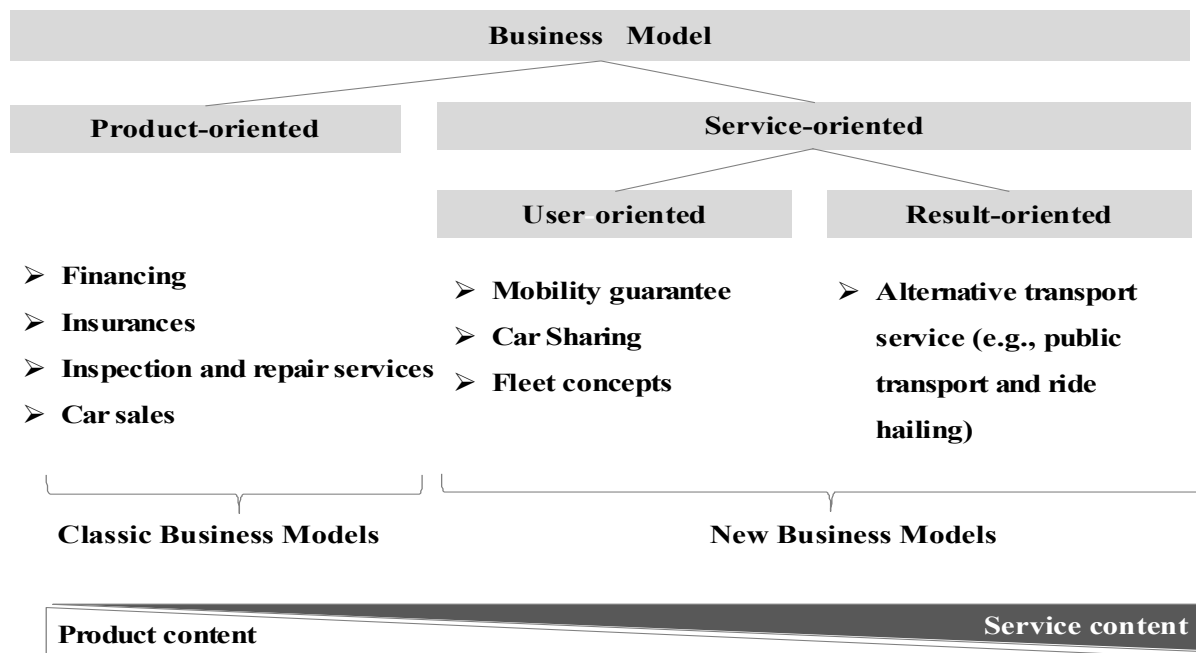 Business Model
Product-oriented
Service-oriented
User-oriented
Result-oriented
➢ Financing
➢ Insurances
➢ Inspection and repair services
➢ Car sales
➢ Mobility guarantee
➢ Car Sharing
➢ Fleet concepts
➢ Alternative transport
service (e.g., public
transport and ride
hailing)
Classic Business Models
New Business Models
Product content
Service content